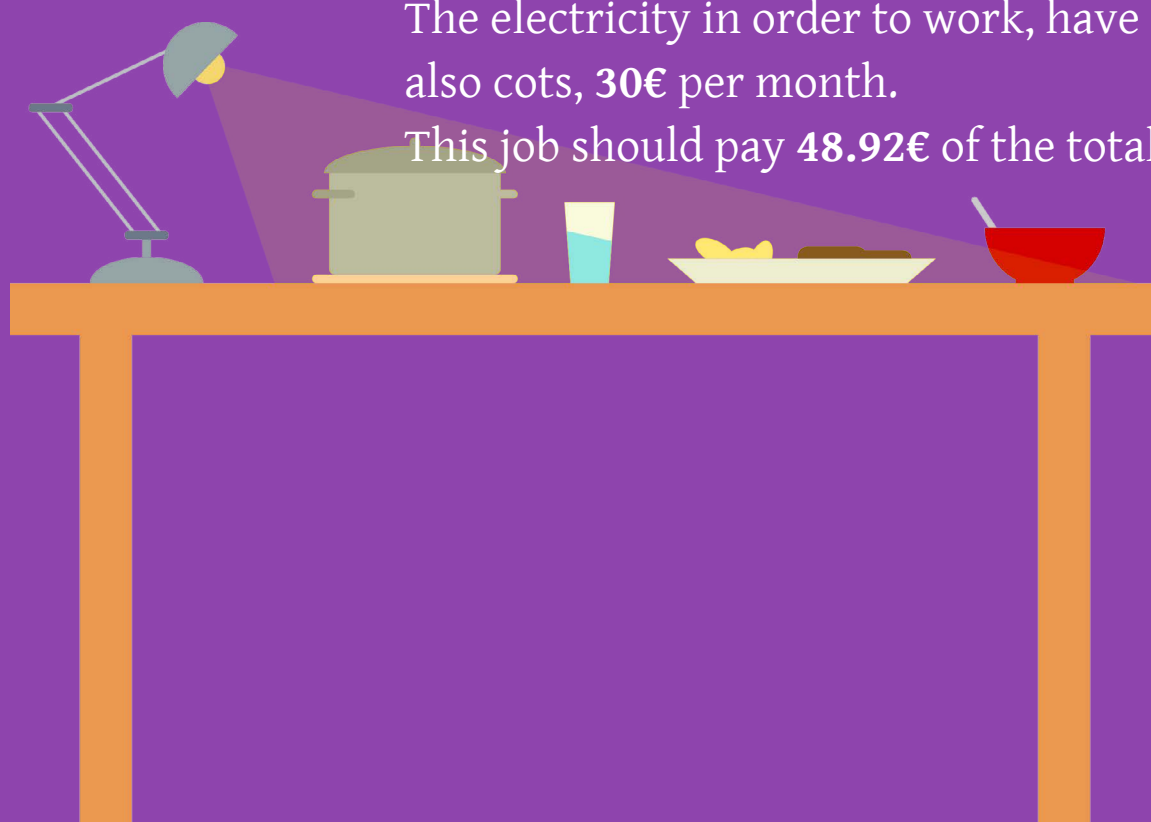 The electricity in order to work, have
also cots, 30€ per month.
This job should pay 48.92€ of the total